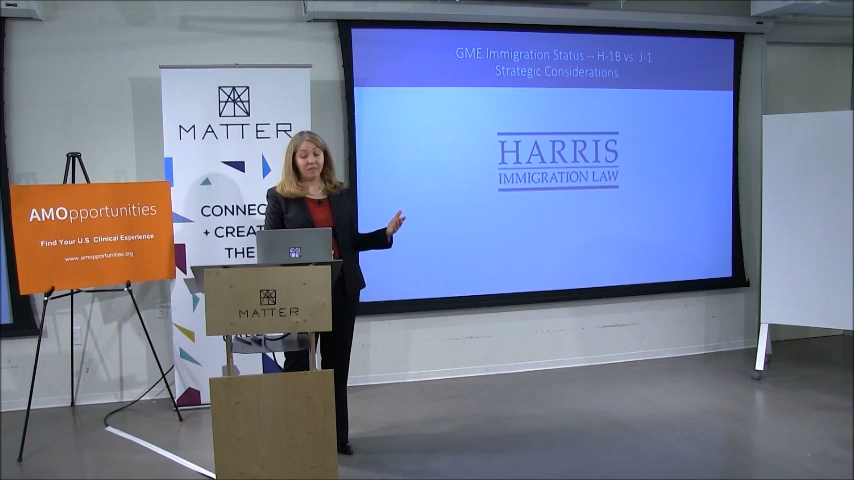 GME Immigration Status -- H-1B vs. J-1
Strategic Considerations
HARRIS
IMMIGRATION LAW
MATTER
CONNEC
+ CREAT
THE
AMOpportunities
Find Your U.S Clinical Experience
www.amopportunities.org
MATTER